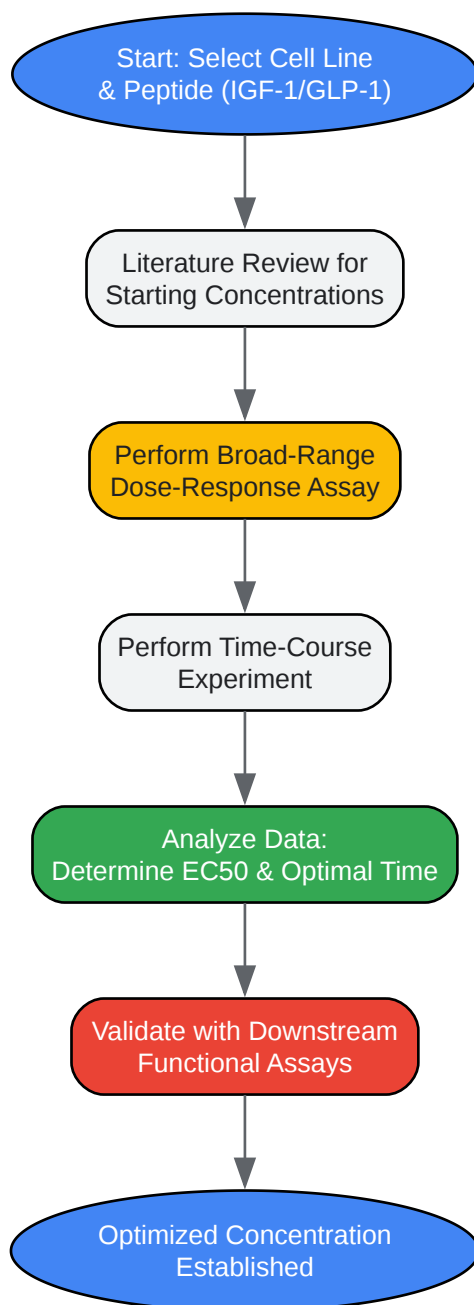 Start: Select Cell Line
& Peptide (IGF-1/GLP-1)
Literature Review for
Starting Concentrations
Perform Broad-Range
Dose-Response Assay
Perform Time-Course
Experiment
Analyze Data:
Determine EC50 & Optimal Time
Validate with Downstream
Functional Assays
Optimized Concentration
Established